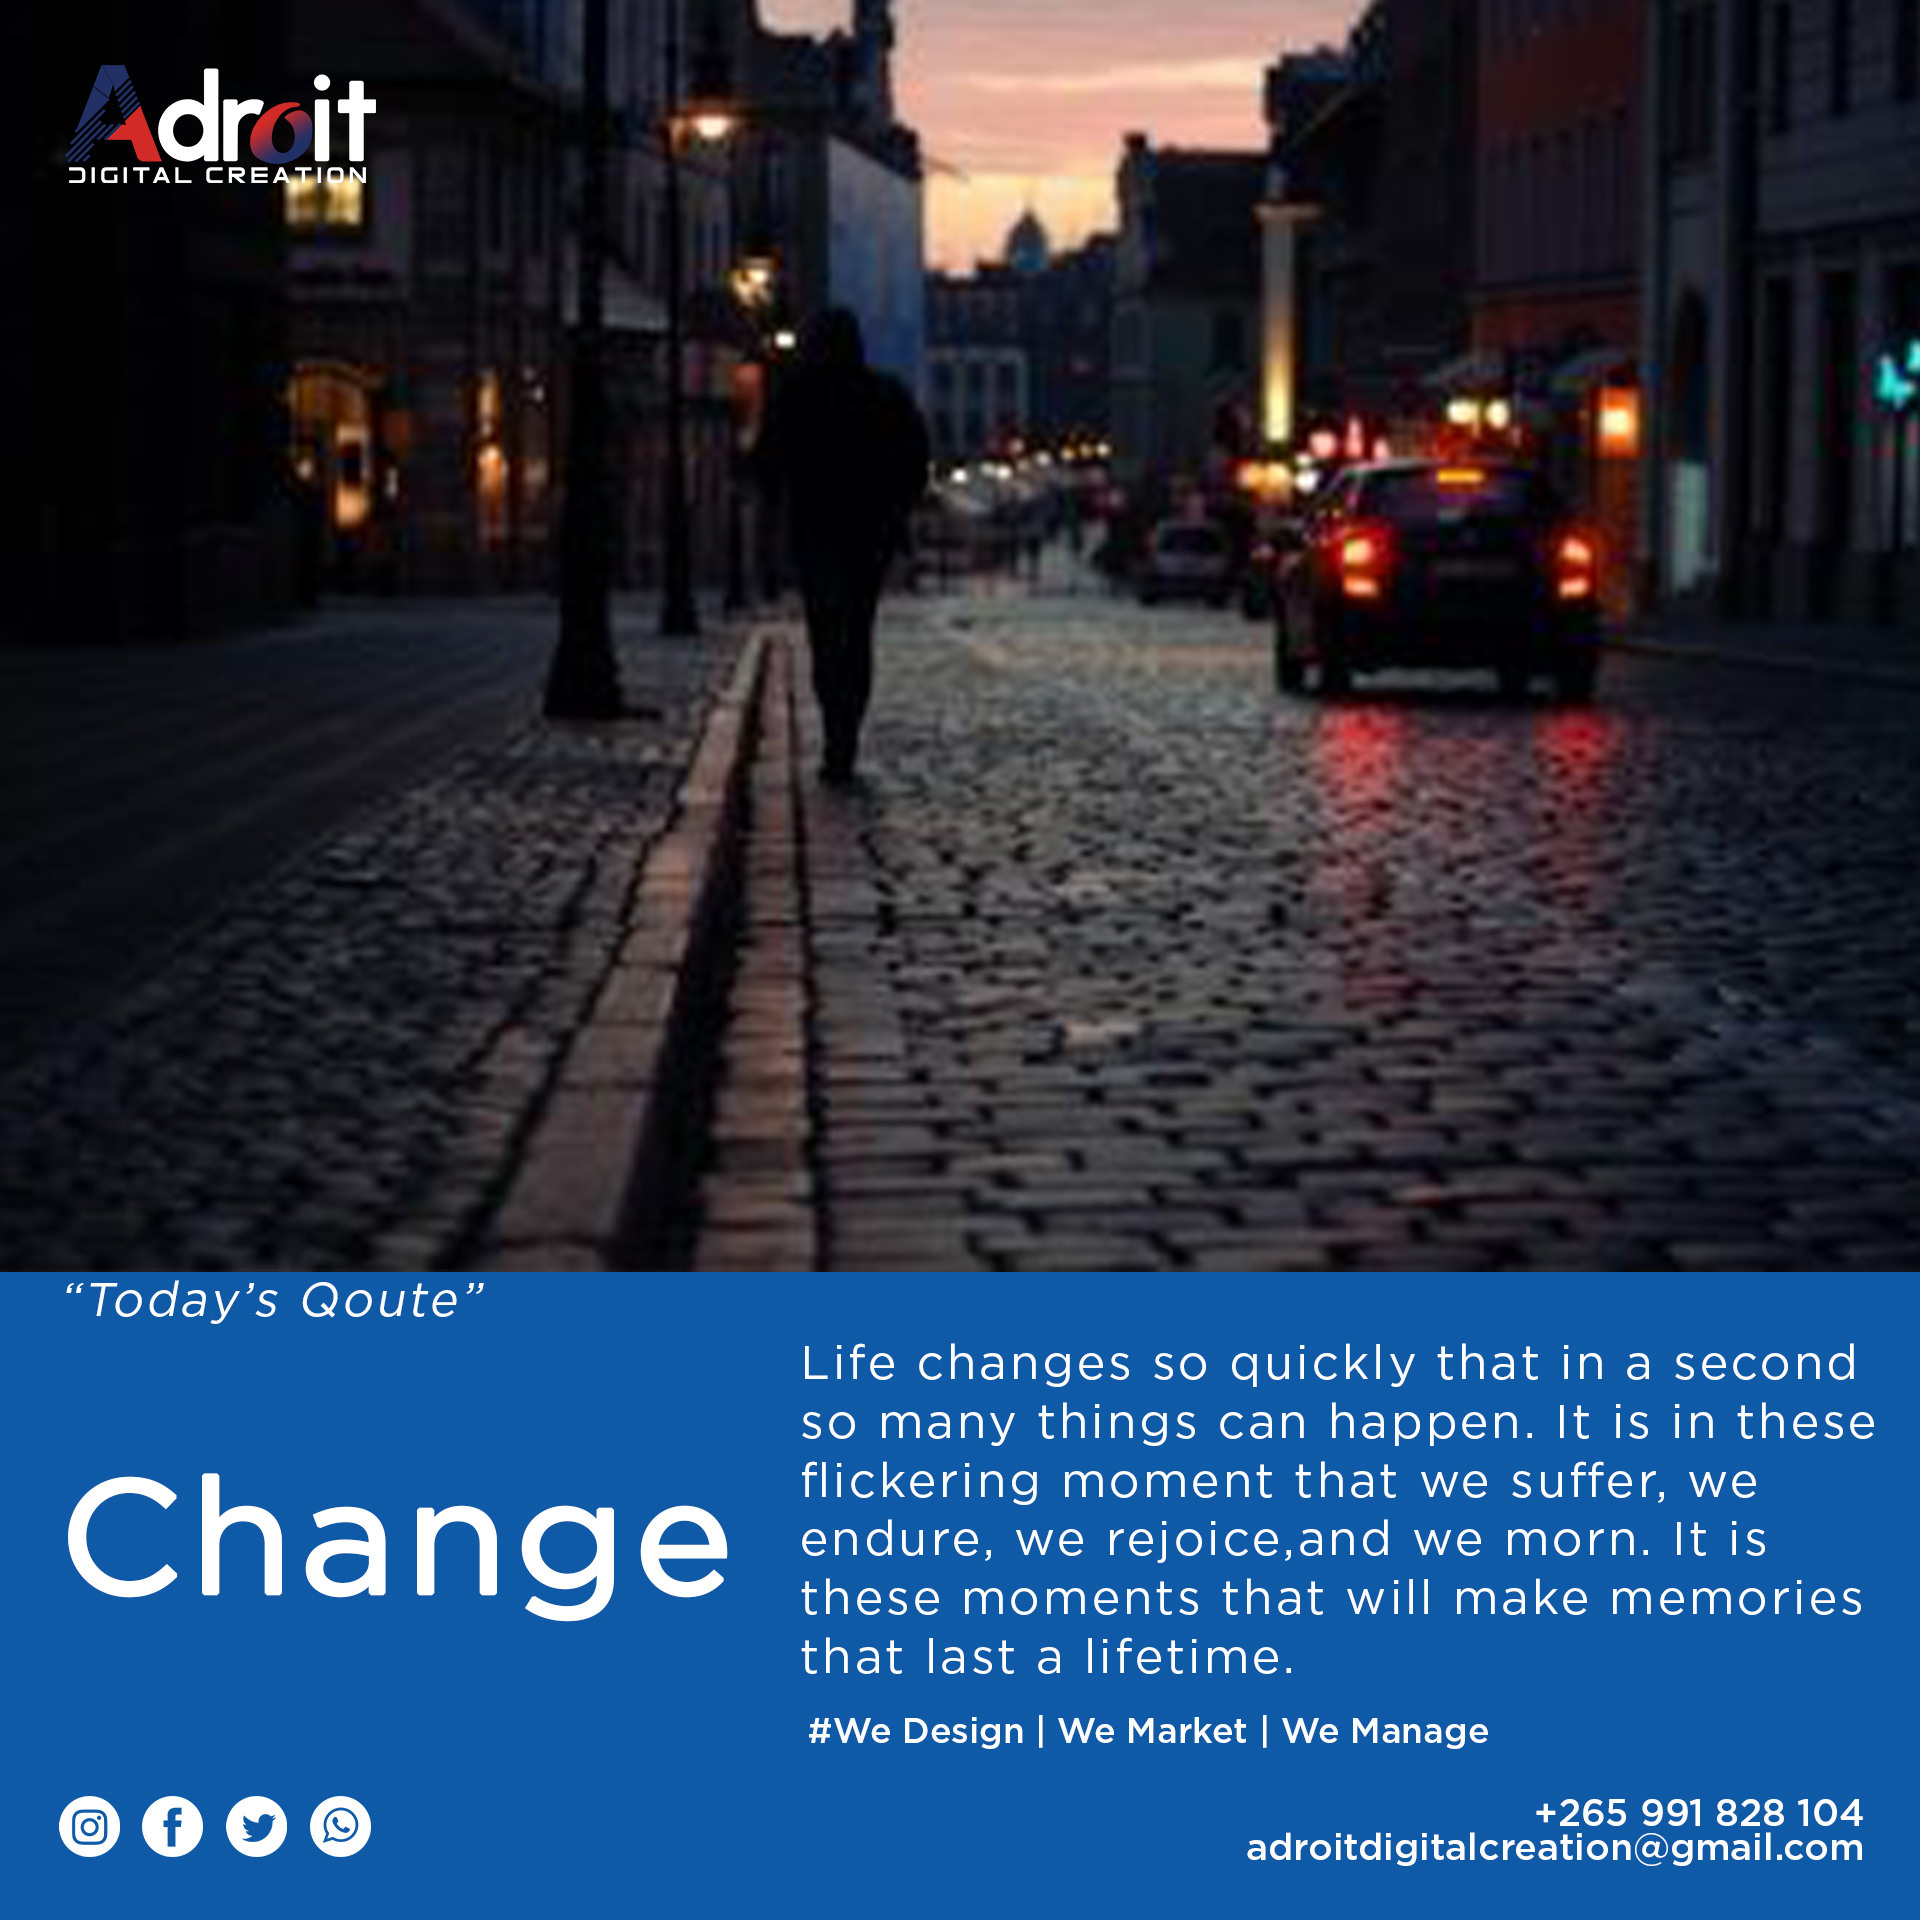 Adroit
DIGITAL CREATION
“Today’s Qoute”
Change
Life changes so quickly that in a second
so many things can happen. It is in these
flickering moment that we suffer, we
endure, we rejoice,and we morn. It is
these moments that will make memories
that last a lifetime.
#We Design | We Market | We Manage
+265 991 828 104
adroitdigitalcreation@gmail.com